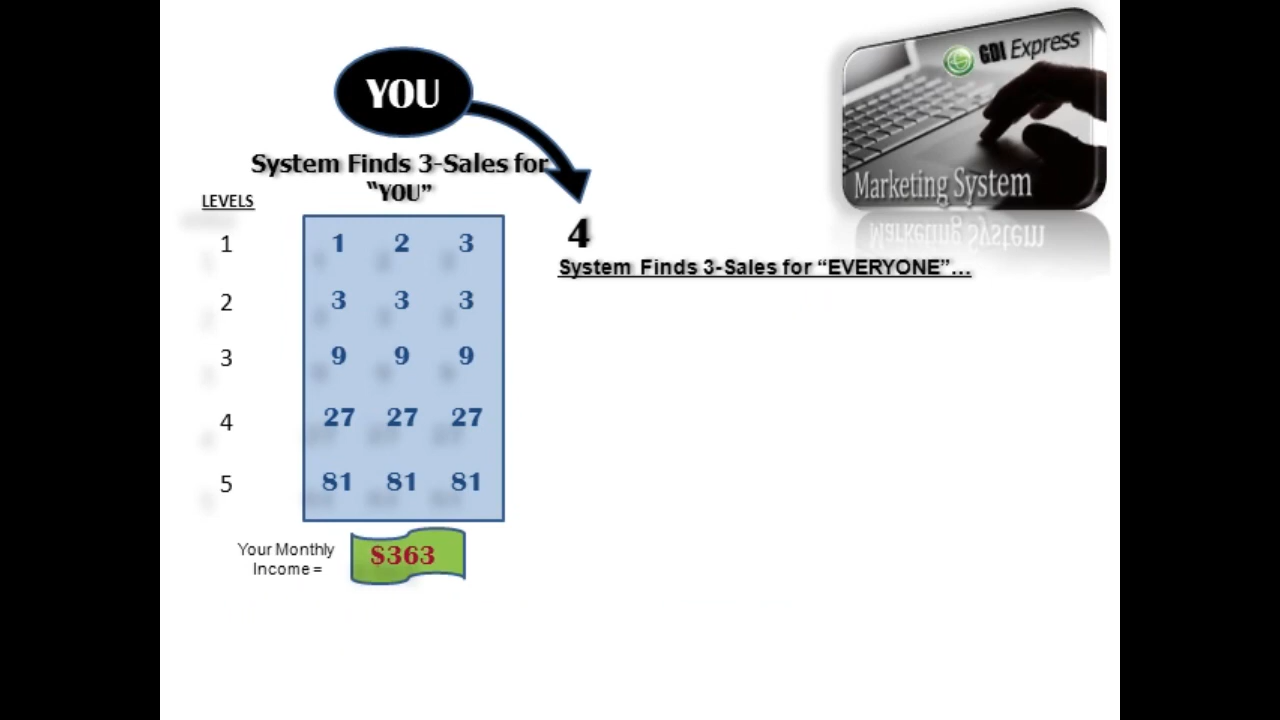 YOU
GDI Express
Marketing System
System Finds 3-Sales for
“YOU”
LEVELS
4
System Finds 3-Sales for “EVERYONE”…
1 1 2 3
2 3 3 3
3 9 9 9
4 27 27 27
5 81 81 81
Your Monthly
Income =
$363